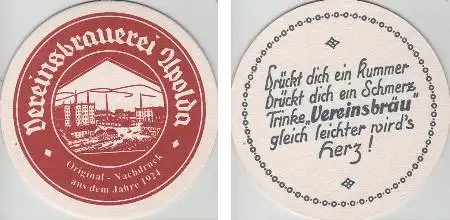 Vereinsbrauerei Apolda
Original - Nachdruck
aus dem Jahre 1924
Drückt dich ein Kummer
Drückt dich ein Schmerz,
Trinke „Vereinsbräu"
gleich leichter wird's
Herz!